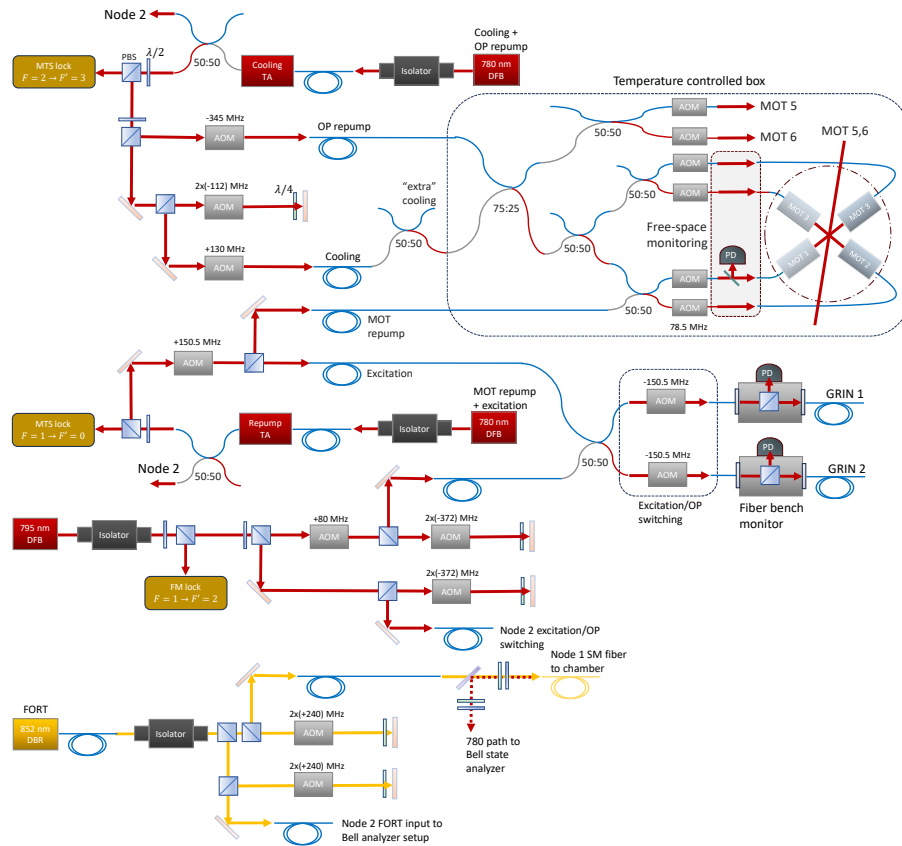 Node 2
Cooling +
OP repump
PBS
λ/2
MTS lock
F = 2 → F′ = 3
50:50
Cooling
TA
Isolator
780 nm
DFB
Temperature controlled box
-345 MHz
AOM
OP repump
50:50
AOM
MOT 5
AOM
MOT 6
MOT 5,6
2x(-112) MHz
AOM
λ/4
"extra"
cooling
50:50
75:25
50:50
AOM
AOM
50:50
Free-space
monitoring
MOT 3
MOT 1
MOT 2
PD
+130 MHz
AOM
Cooling
50:50
AOM
AOM
78.5 MHz
MOT
repump
+150.5 MHz
AOM
Excitation
MOT repump
+ excitation
MTS lock
F = 1 → F′ = 0
Repump
TA
Isolator
780 nm
DFB
Node 2
50:50
50:50
-150.5 MHz
AOM
PD
GRIN 1
-150.5 MHz
AOM
PD
GRIN 2
Excitation/OP
switching
Fiber bench
monitor
795 nm
DFB
Isolator
+80 MHz
AOM
2x(-372) MHz
AOM
FM lock
F = 1 → F′ = 2
2x(-372) MHz
AOM
Node 2 excitation/OP
switching
Node 1 SM fiber
to chamber
FORT
852 nm
DBR
Isolator
2x(+240) MHz
AOM
780 path to
Bell state
analyzer
2x(+240) MHz
AOM
Node 2 FORT input to
Bell analyzer setup